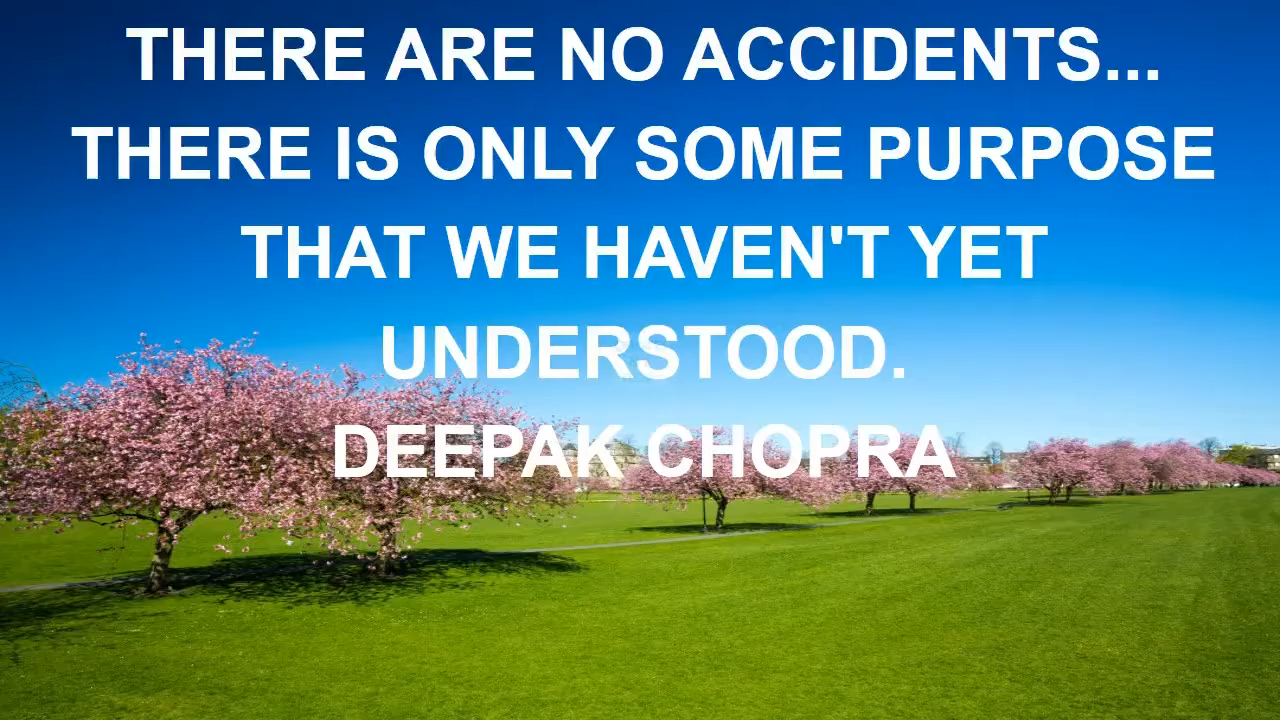 THERE ARE NO ACCIDENTS...
THERE IS ONLY SOME PURPOSE
THAT WE HAVEN'T YET
UNDERSTOOD.
DEEPAK CHOPRA